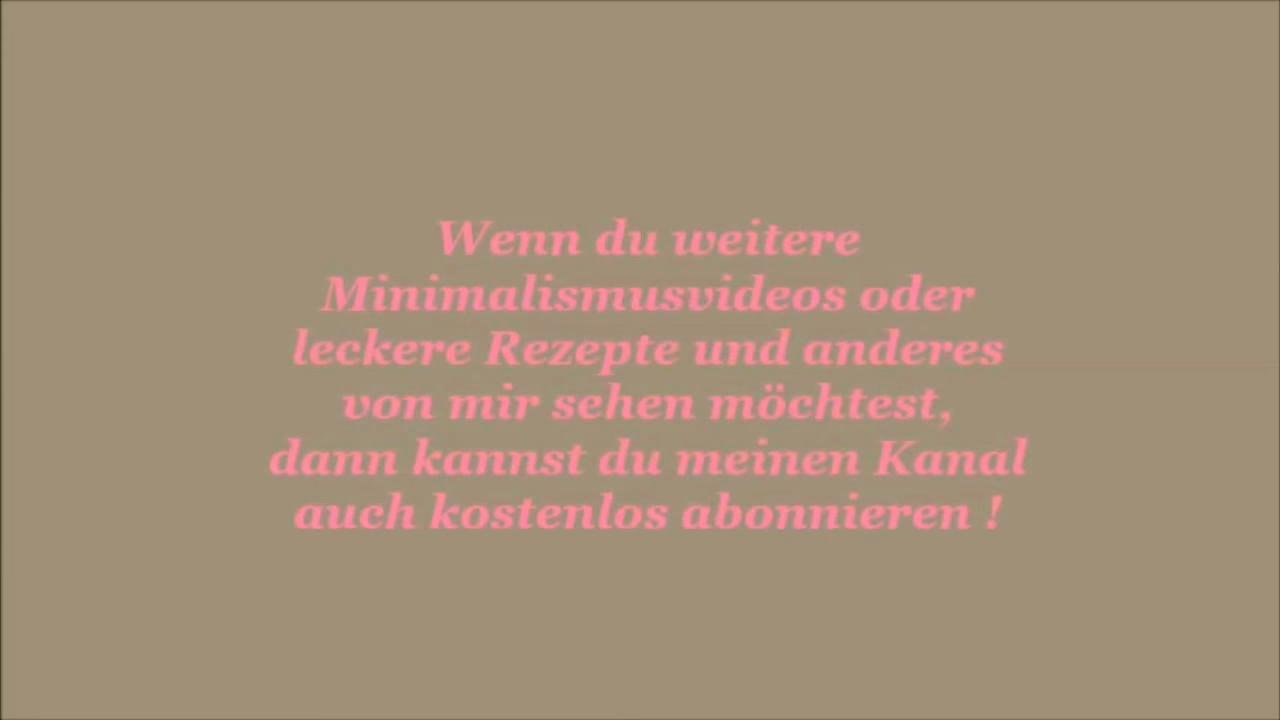 Wenn du weitere
Minimalismusvideos oder
leckere Rezepte und anderes
von mir sehen möchtest,
dann kannst du meinen Kanal
auch kostenlos abonnieren !